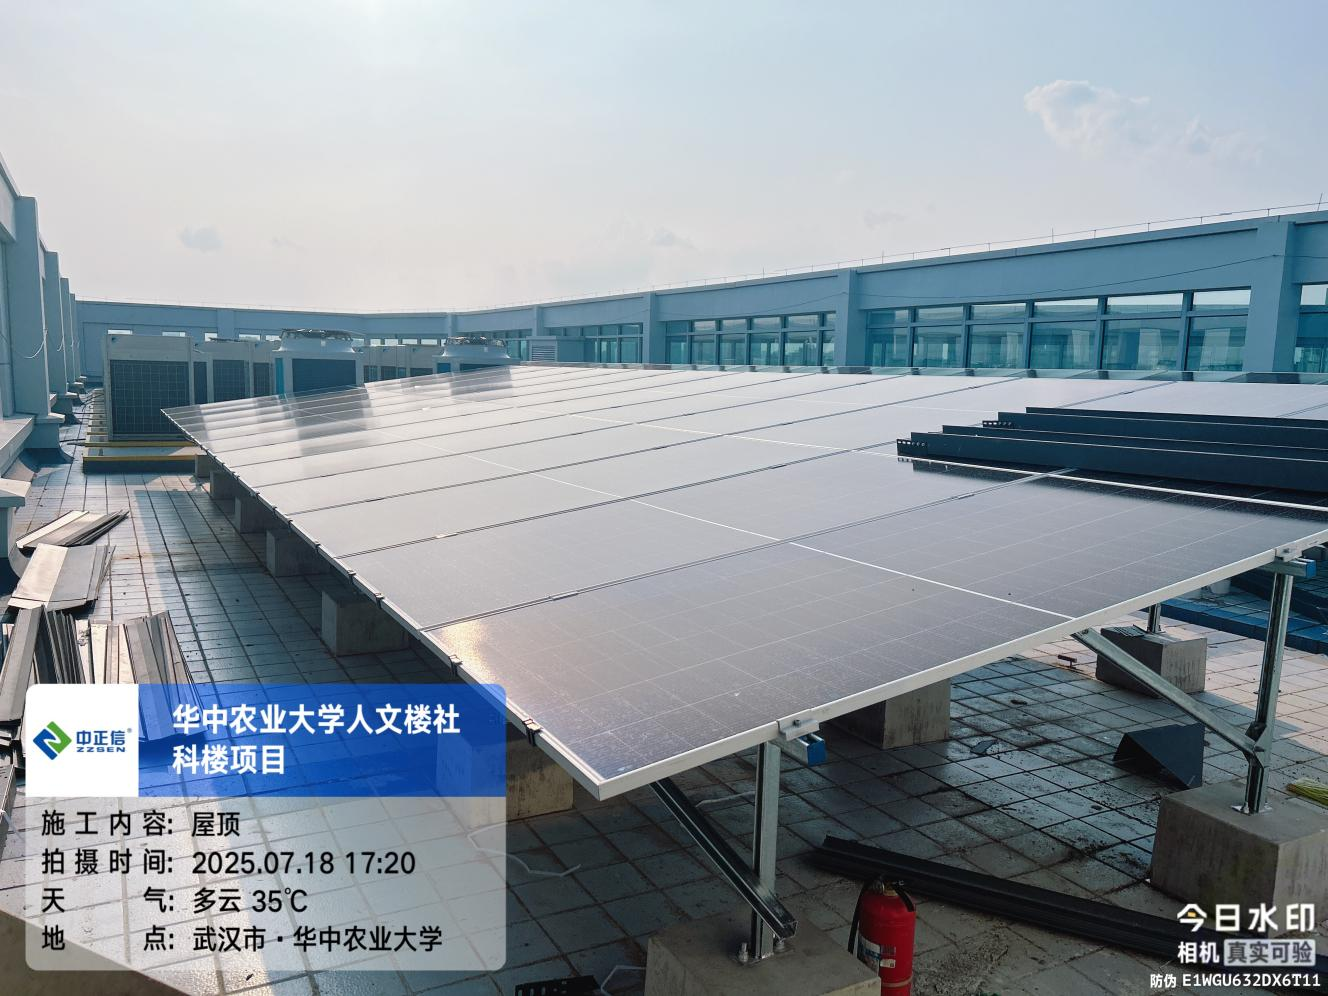 中正信®
ZZSEN
华中农业大学人文楼社
科楼项目
施工内容: 屋顶
拍摄时间: 2025.07.18 17:20
天气: 多云 35℃
地点: 武汉市·华中农业大学
今日水印
相机 真实可验
防伪 E1WGU632DX6T11